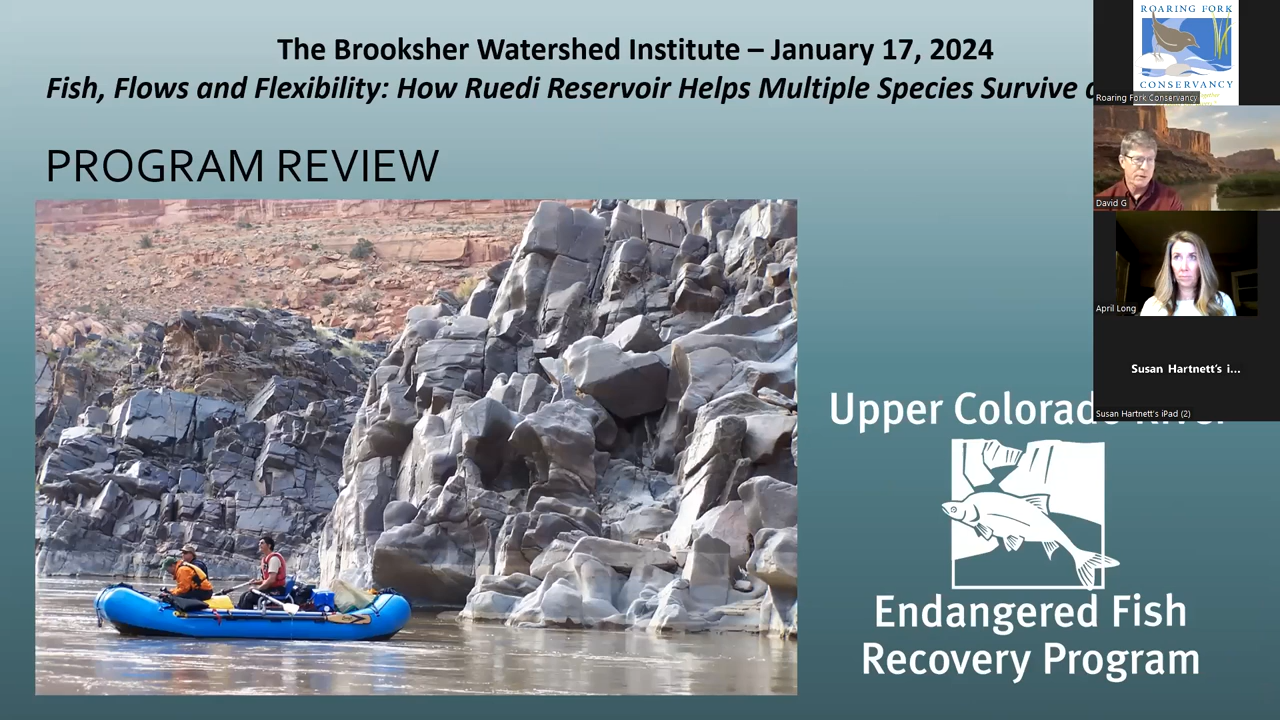 The Brooksher Watershed Institute – January 17, 2024
Fish, Flows and Flexibility: How Ruedi Reservoir Helps Multiple Species Survive
PROGRAM REVIEW
Upper Colorado River
Endangered Fish
Recovery Program
ROARING FORK
CONSERVANCY
Roaring Fork Conservancy
David G
April Long
Susan Hartnett's i...
Susan Hartnett's iPad (2)